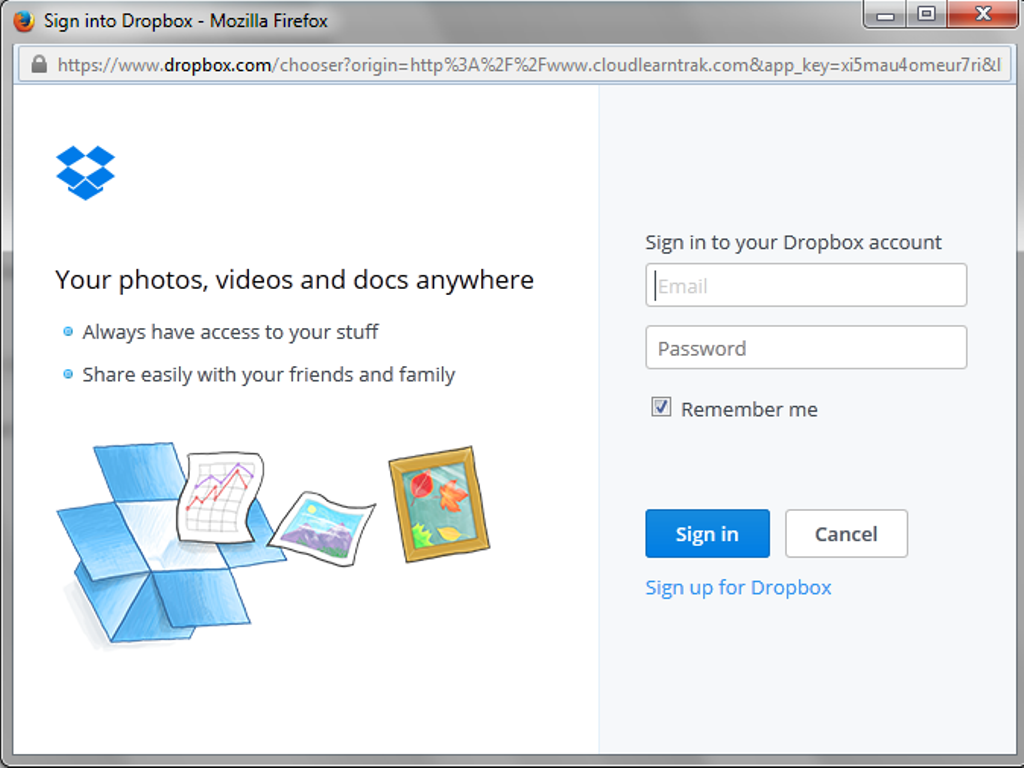 Sign into Dropbox - Mozilla Firefox
https://www.dropbox.com/chooser?origin=http%3A%2F%2Fwww.cloudlearntrak.com&app_key=xi5mau4omeur7ri&l
Your photos, videos and docs anywhere
Always have access to your stuff
Share easily with your friends and family
Sign in to your Dropbox account
Email
Password
Remember me
Sign in
Cancel
Sign up for Dropbox